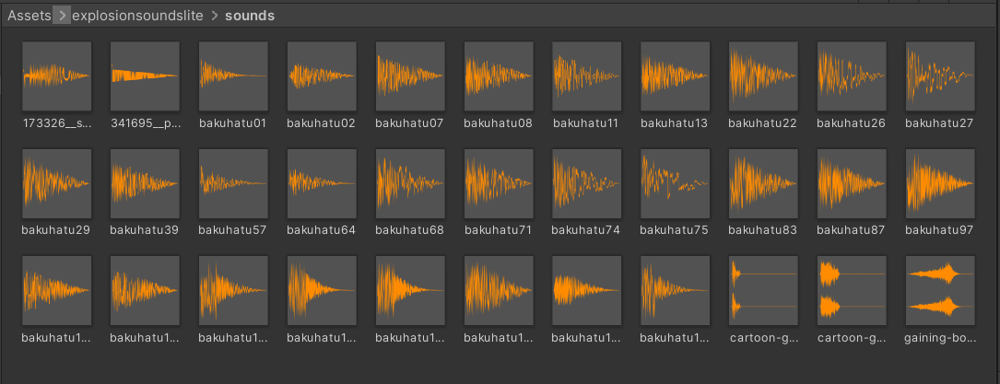 Assets > explosionsoundslite > sounds
173326__s... 341695__p... bakuhatu01 bakuhatu02 bakuhatu07 bakuhatu08 bakuhatu11 bakuhatu13 bakuhatu22 bakuhatu26 bakuhatu27
bakuhatu29 bakuhatu39 bakuhatu57 bakuhatu64 bakuhatu68 bakuhatu71 bakuhatu74 bakuhatu75 bakuhatu83 bakuhatu87 bakuhatu97
bakuhatu1... bakuhatu1... bakuhatu1... bakuhatu1... bakuhatu1... bakuhatu1... bakuhatu1... bakuhatu1... cartoon-g... cartoon-g... gaining-bo...